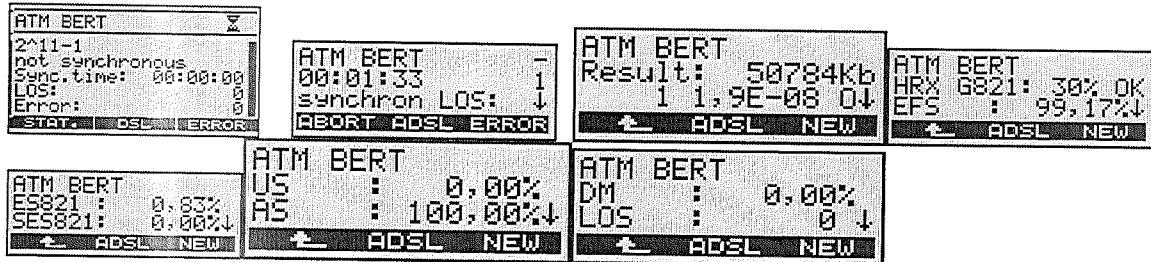 ATM BERT
2^11-1
not synchronous
Sync.time: 00:00:00
LOS: 0
Error: 0
STAT. DSL ERROR
ATM BERT -
00:01:33 1
synchron LOS: ↓
ABORT ADSL ERROR
ATM BERT
Result: 50784Kb
1 1,9E-08 O↓
ADSL NEW
ATM BERT
HRX G821: 30% OK
EFS : 99,17%↓
ADSL NEW
ATM BERT
ES821 : 0,83%
SES821: 0,00%↓
ADSL NEW
ATM BERT
US : 0,00%
AS : 100,00%↓
ADSL NEW
ATM BERT
DM : 0,00%
LOS : 0 ↓
ADSL NEW